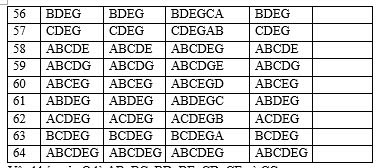 56 BDEG BDEG BDEGCA BDEG
57 CDEG CDEG CDEGAB CDEG
58 ABCDE ABCDE ABCDEG ABCDE
59 ABCDG ABCDG ABCDGE ABCDG
60 ABCEG ABCEG ABCEGD ABCEG
61 ABDEG ABDEG ABDEGC ABDEG
62 ACDEG ACDEG ACDEGB ACDEG
63 BCDEG BCDEG BCDEGA BCDEG
64 ABCDEG ABCDEG ABCDEG ABCDEG